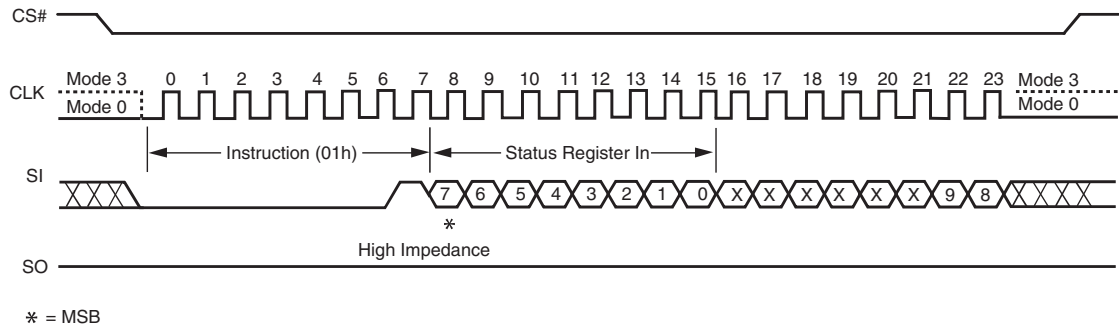 CS#
Mode 3 0 1 2 3 4 5 6 7 8 9 10 11 12 13 14 15 16 17 18 19 20 21 22 23 Mode 3
CLK
Mode 0 Mode 0
Instruction (01h) Status Register In
SI
7 6 5 4 3 2 1 0 X X X X X X 9 8
*
High Impedance
SO
* = MSB